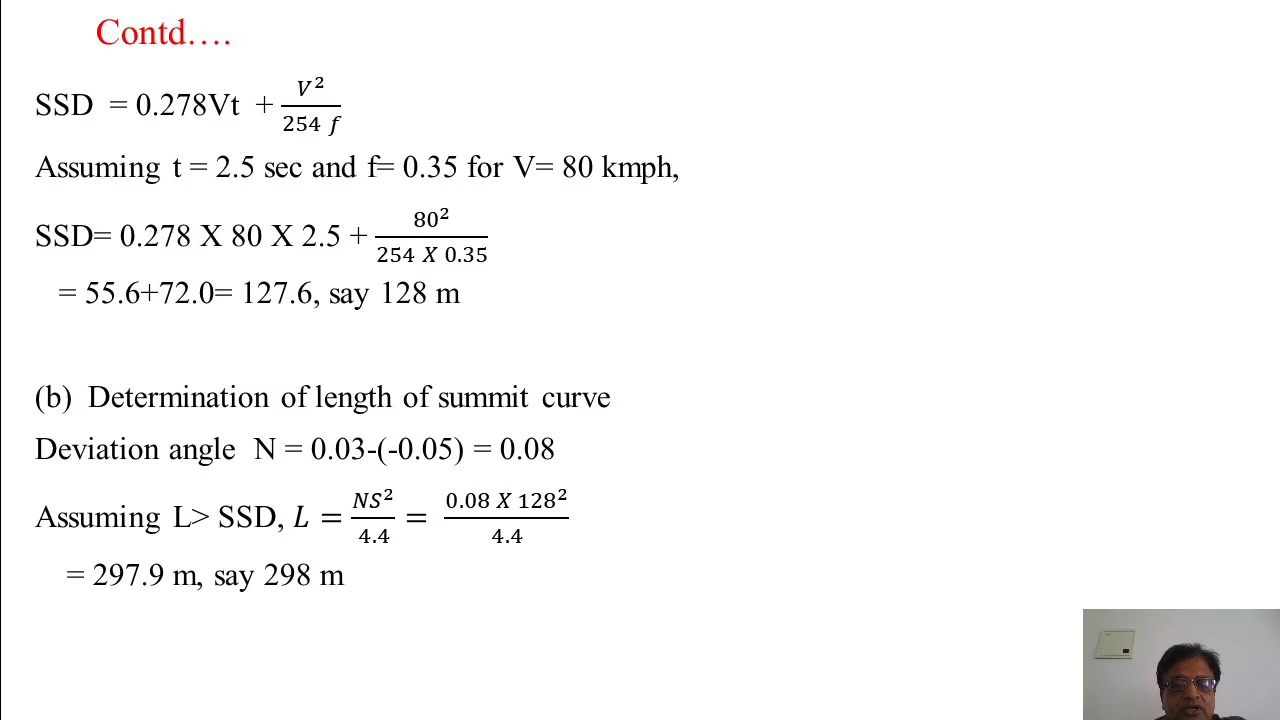 Contd….
SSD = 0.278Vt + V²/254 f
Assuming t = 2.5 sec and f= 0.35 for V= 80 kmph,
SSD= 0.278 X 80 X 2.5 + 80²/254 X 0.35
= 55.6+72.0= 127.6, say 128 m
(b) Determination of length of summit curve
Deviation angle N = 0.03-(-0.05) = 0.08
Assuming L> SSD, L = NS²/4.4 = 0.08 X 128²/4.4
= 297.9 m, say 298 m